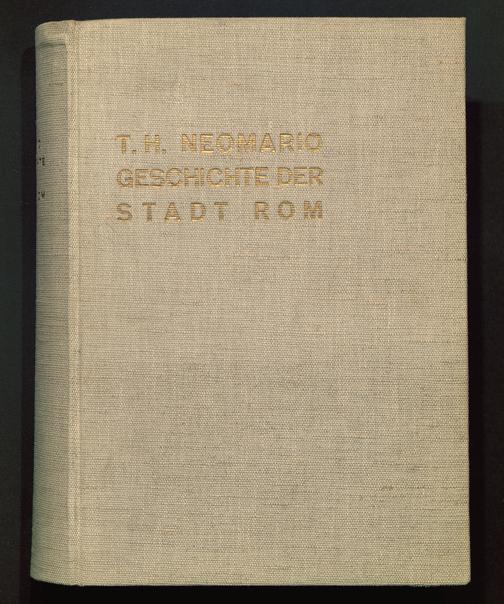 T. H. NEOMARIO
GESCHICHTE DER
STADT ROM